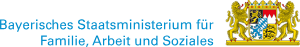 Bayerisches Staatsministerium für
Familie, Arbeit und Soziales